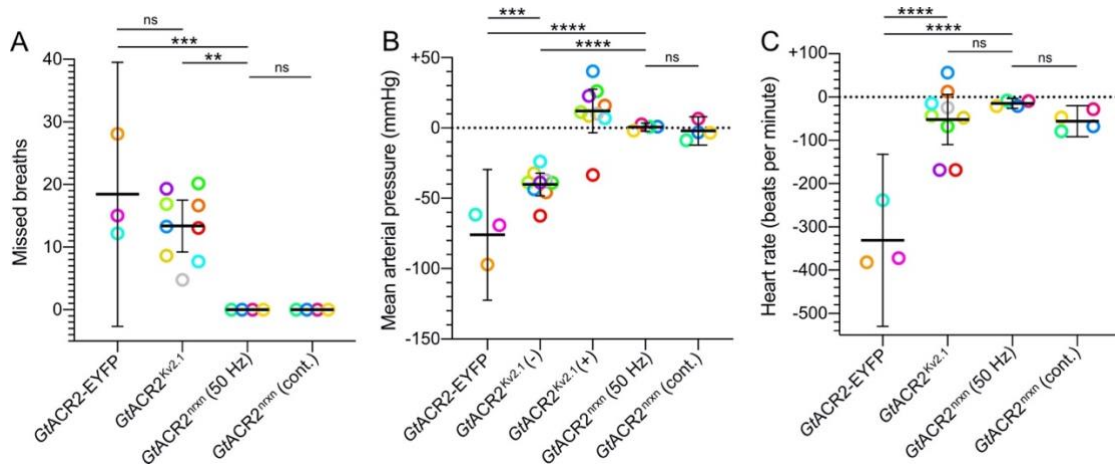 A
ns
***
**
ns
Missed breaths
40
30
20
10
0
GtACR2-EYFP
GtACR2Kv2.1
GtACR2nrxn (50 Hz)
GtACR2nrxn (cont.)
B
***
****
****
ns
Mean arterial pressure (mmHg)
+50
0
-50
-100
-150
GtACR2-EYFP
GtACR2Kv2.1 (-)
GtACR2Kv2.1 (+)
GtACR2nrxn (50 Hz)
GtACR2nrxn (cont.)
C
****
****
ns
ns
Heart rate (beats per minute)
+100
0
-100
-200
-300
-400
-500
GtACR2-EYFP
GtACR2Kv2.1
GtACR2nrxn (50 Hz)
GtACR2nrxn (cont.)